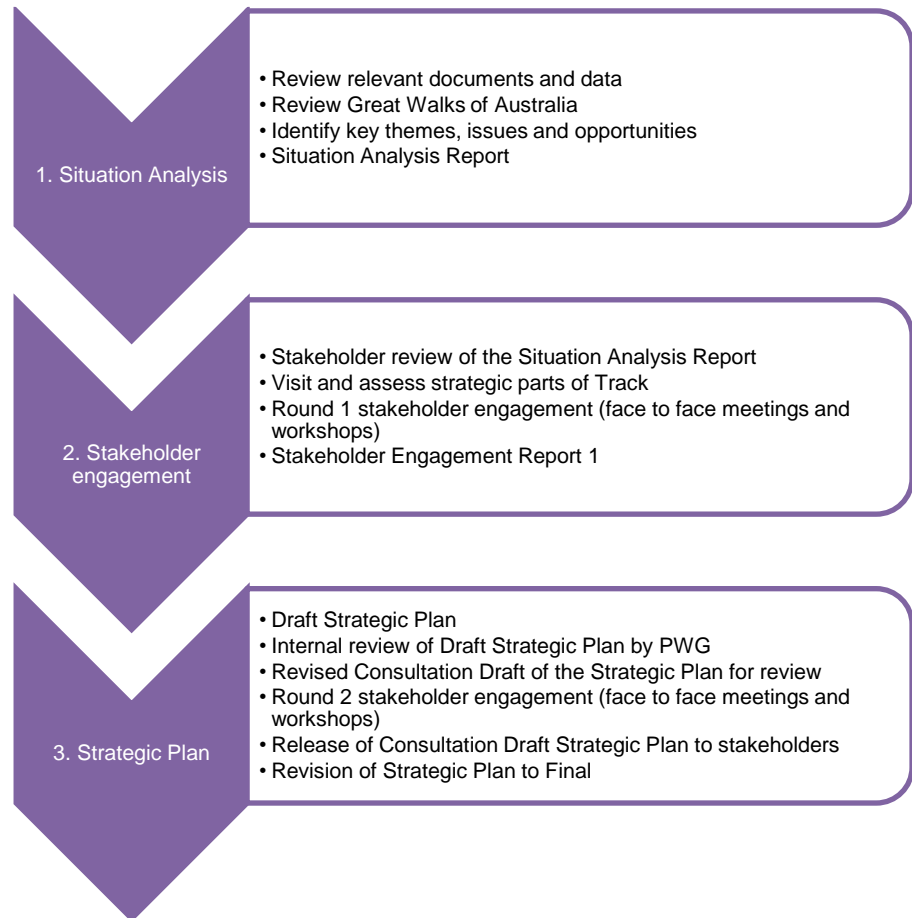 1. Situation Analysis
• Review relevant documents and data
• Review Great Walks of Australia
• Identify key themes, issues and opportunities
• Situation Analysis Report
2. Stakeholder
engagement
• Stakeholder review of the Situation Analysis Report
• Visit and assess strategic parts of Track
• Round 1 stakeholder engagement (face to face meetings and
workshops)
• Stakeholder Engagement Report 1
3. Strategic Plan
• Draft Strategic Plan
• Internal review of Draft Strategic Plan by PWG
• Revised Consultation Draft of the Strategic Plan for review
• Round 2 stakeholder engagement (face to face meetings and
workshops)
• Release of Consultation Draft Strategic Plan to stakeholders
• Revision of Strategic Plan to Final